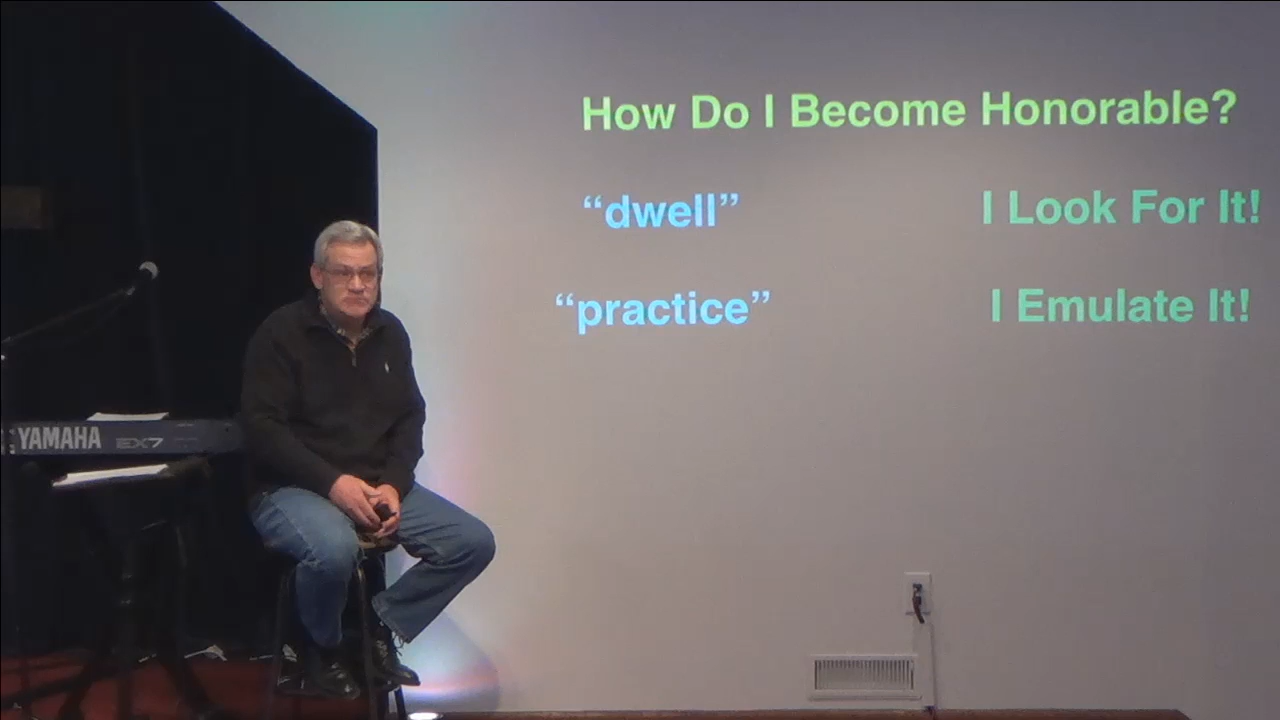 How Do I Become Honorable?
“dwell” I Look For It!
“practice” I Emulate It!
YAMAHA EX7